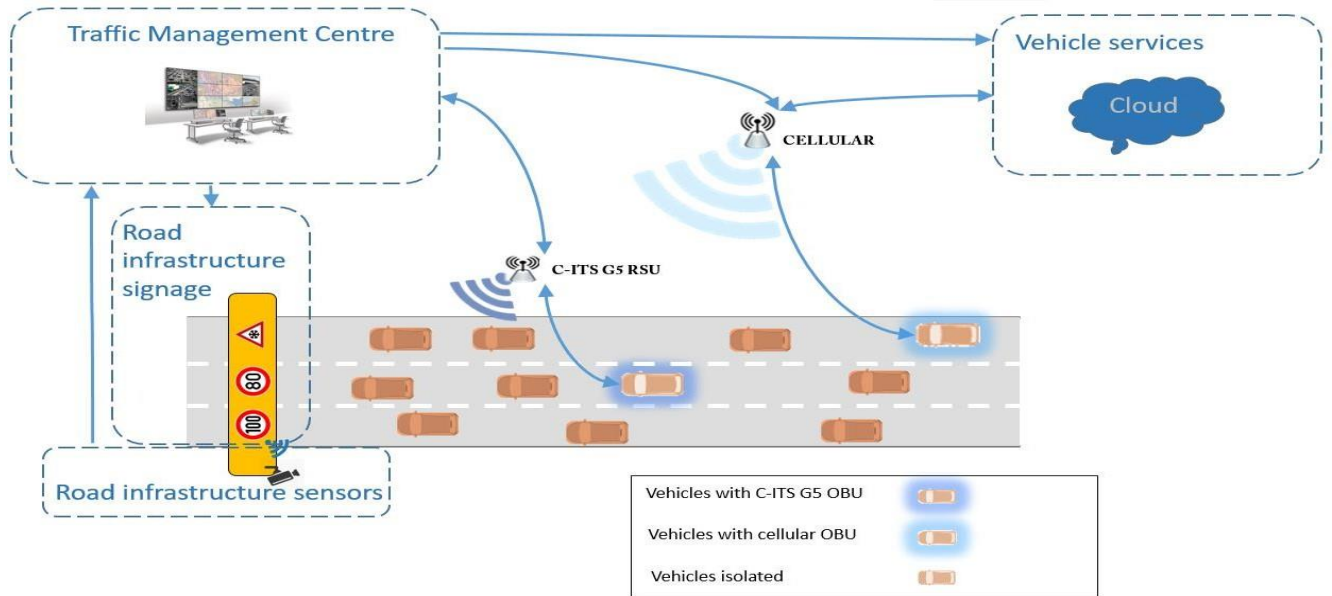 Traffic Management Centre
Vehicle services
Cloud
CELLULAR
Road
infrastructure
signage
C-ITS G5 RSU
80
100
Road infrastructure sensors
Vehicles with C-ITS G5 OBU
Vehicles with cellular OBU
Vehicles isolated